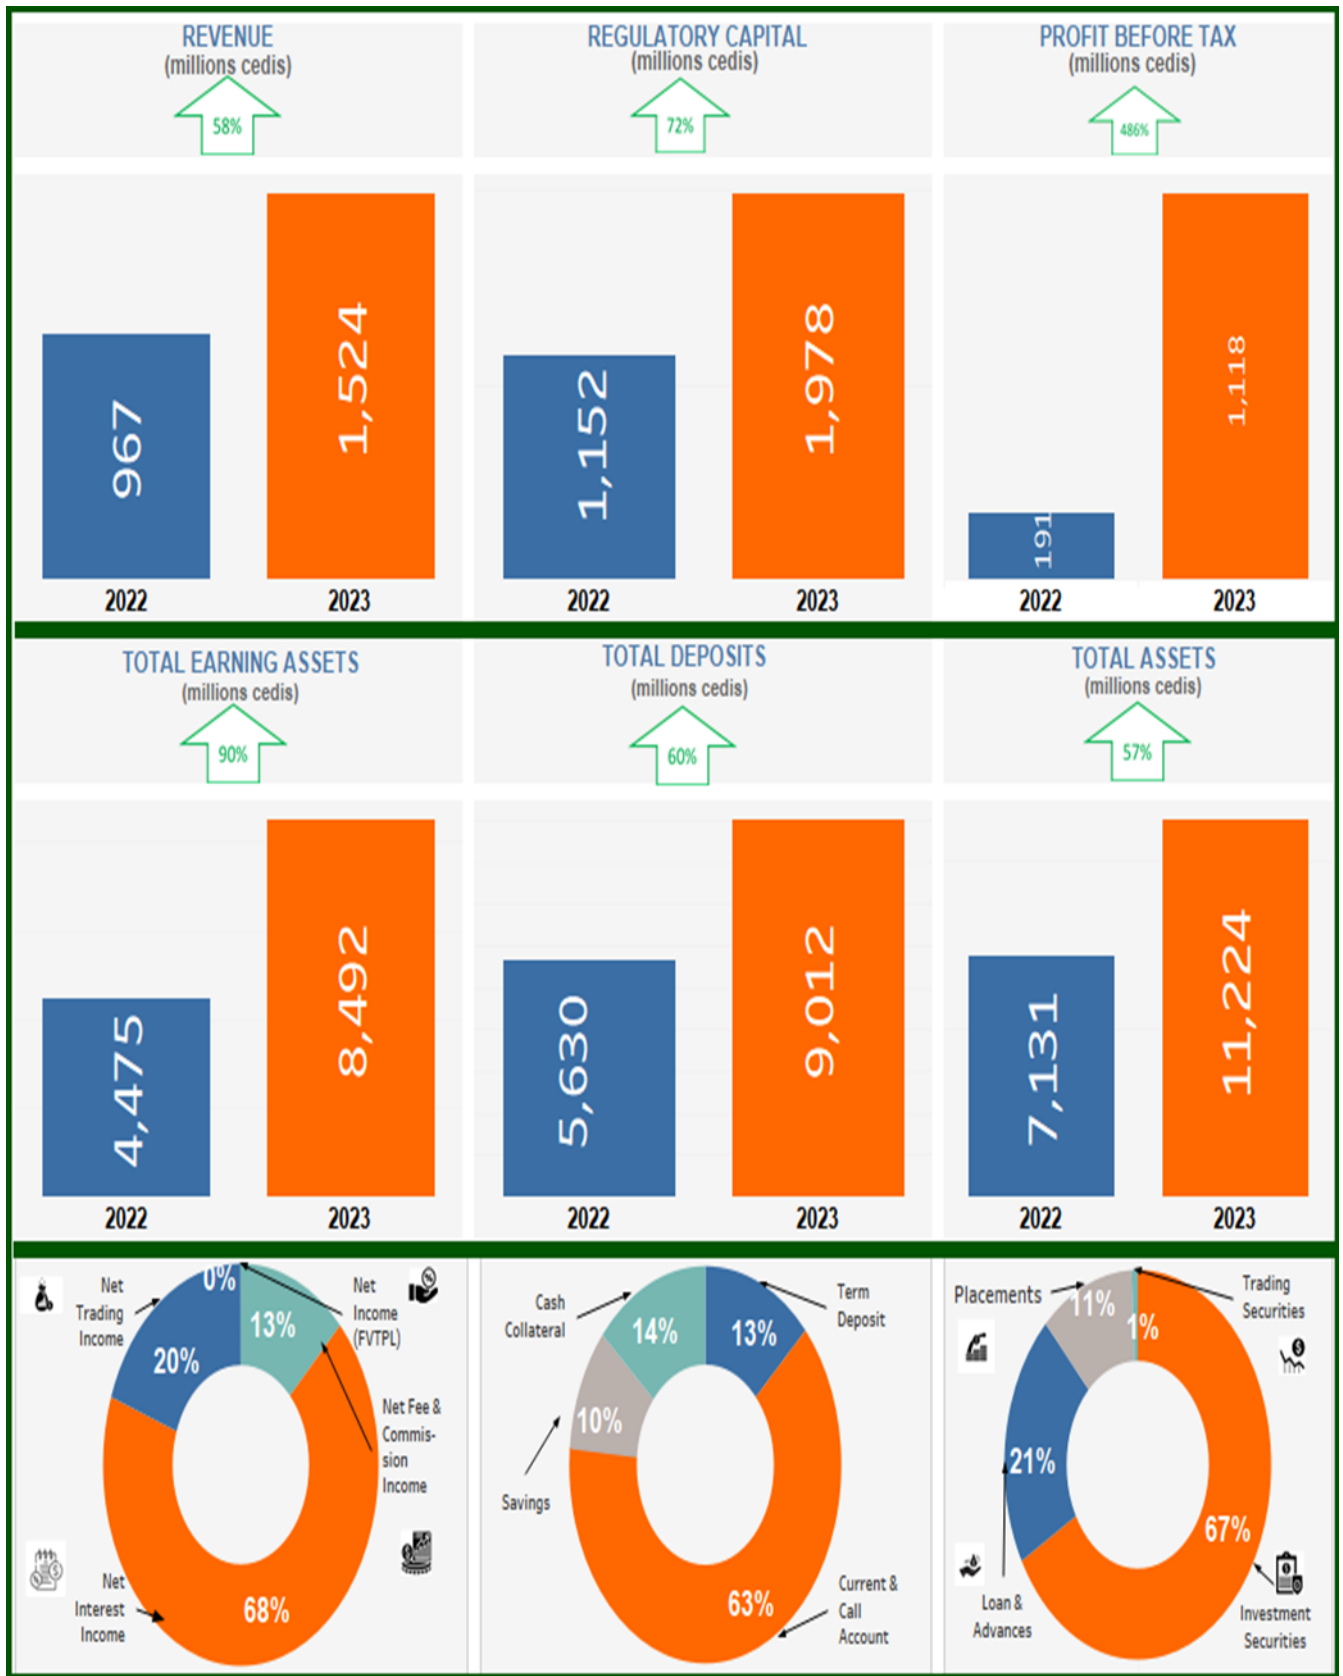 REVENUE
(millions cedis)
58%
967
1,524
2022
2023
REGULATORY CAPITAL
(millions cedis)
72%
1,152
1,978
2022
2023
PROFIT BEFORE TAX
(millions cedis)
486%
191
1,118
2022
2023
TOTAL EARNING ASSETS
(millions cedis)
90%
4,475
8,492
2022
2023
TOTAL DEPOSITS
(millions cedis)
60%
5,630
9,012
2022
2023
TOTAL ASSETS
(millions cedis)
57%
7,131
11,224
2022
2023
Net
Trading
Income
0%
Net
Income
(FVTPL)
13%
20%
Net Fee &
Commis-
sion
Income
Net
Interest
Income
68%
Cash
Collateral
Term
Deposit
14%
13%
10%
Savings
63%
Current &
Call
Account
Placements
11%
1%
Trading
Securities
21%
67%
Loan &
Advances
Investment
Securities